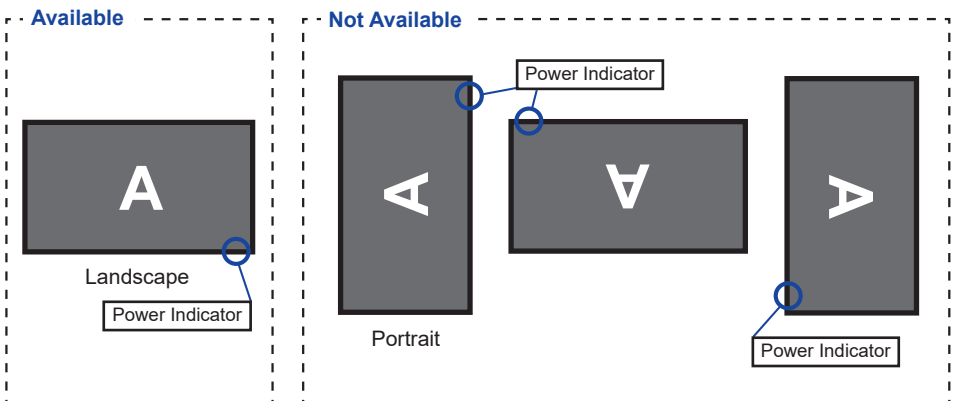 Available
Not Available
Power Indicator
A
A
A
A
Landscape
Power Indicator
Portrait
Power Indicator